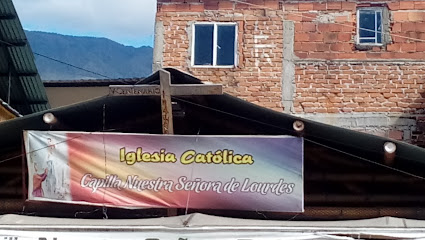 Iglesia Católica
Capilla Nuestra Señora de Lourdes